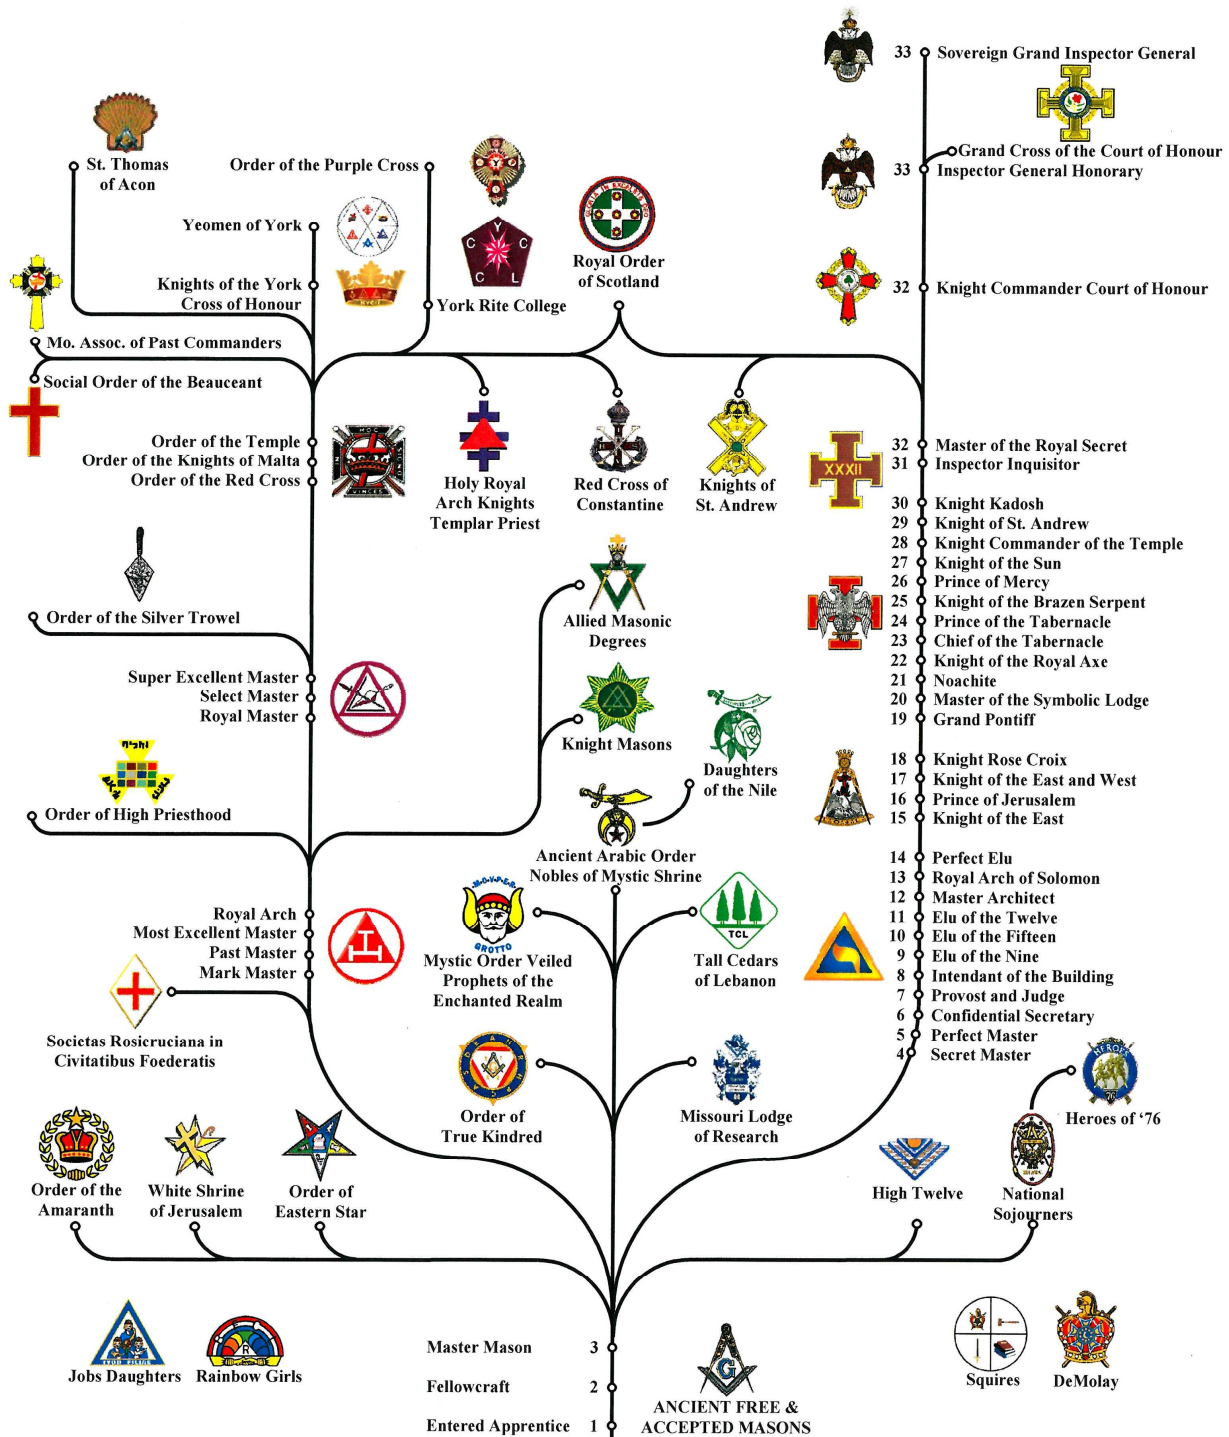 33 Sovereign Grand Inspector General
Grand Cross of the Court of Honour
33 Inspector General Honorary
St. Thomas
of Acon
Order of the Purple Cross
Yeomen of York
Y
C C
C L
Royal Order
of Scotland
Knights of the York
Cross of Honour
York Rite College
32 Knight Commander Court of Honour
Mo. Assoc. of Past Commanders
Social Order of the Beauceant
Order of the Temple
Order of the Knights of Malta
Order of the Red Cross
Holy Royal
Arch Knights
Templar Priest
Red Cross of
Constantine
Knights of
St. Andrew
XXXII
32 Master of the Royal Secret
31 Inspector Inquisitor
30 Knight Kadosh
29 Knight of St. Andrew
28 Knight Commander of the Temple
27 Knight of the Sun
26 Prince of Mercy
25 Knight of the Brazen Serpent
24 Prince of the Tabernacle
23 Chief of the Tabernacle
22 Knight of the Royal Axe
21 Noachite
20 Master of the Symbolic Lodge
19 Grand Pontiff
Order of the Silver Trowel
Allied Masonic
Degrees
Super Excellent Master
Select Master
Royal Master
Knight Masons
Daughters
of the Nile
18 Knight Rose Croix
17 Knight of the East and West
16 Prince of Jerusalem
15 Knight of the East
Order of High Priesthood
Ancient Arabic Order
Nobles of Mystic Shrine
14 Perfect Elu
13 Royal Arch of Solomon
12 Master Architect
11 Elu of the Twelve
10 Elu of the Fifteen
9 Elu of the Nine
8 Intendant of the Building
7 Provost and Judge
6 Confidential Secretary
5 Perfect Master
4 Secret Master
Royal Arch
Most Excellent Master
Past Master
Mark Master
M·O·V·P·E·R
GROTTO
Mystic Order Veiled
Prophets of the
Enchanted Realm
TCL
Tall Cedars
of Lebanon
Societas Rosicruciana in
Civitatibus Foederatis
Order of
True Kindred
Missouri Lodge
of Research
HEROES
76
Heroes of ‘76
Order of the
Amaranth
White Shrine
of Jerusalem
Order of
Eastern Star
High Twelve
National
Sojourners
Jobs Daughters
R
Rainbow Girls
Master Mason 3
Fellowcraft 2
Entered Apprentice 1
G
ANCIENT FREE &
ACCEPTED MASONS
Squires
DeMolay